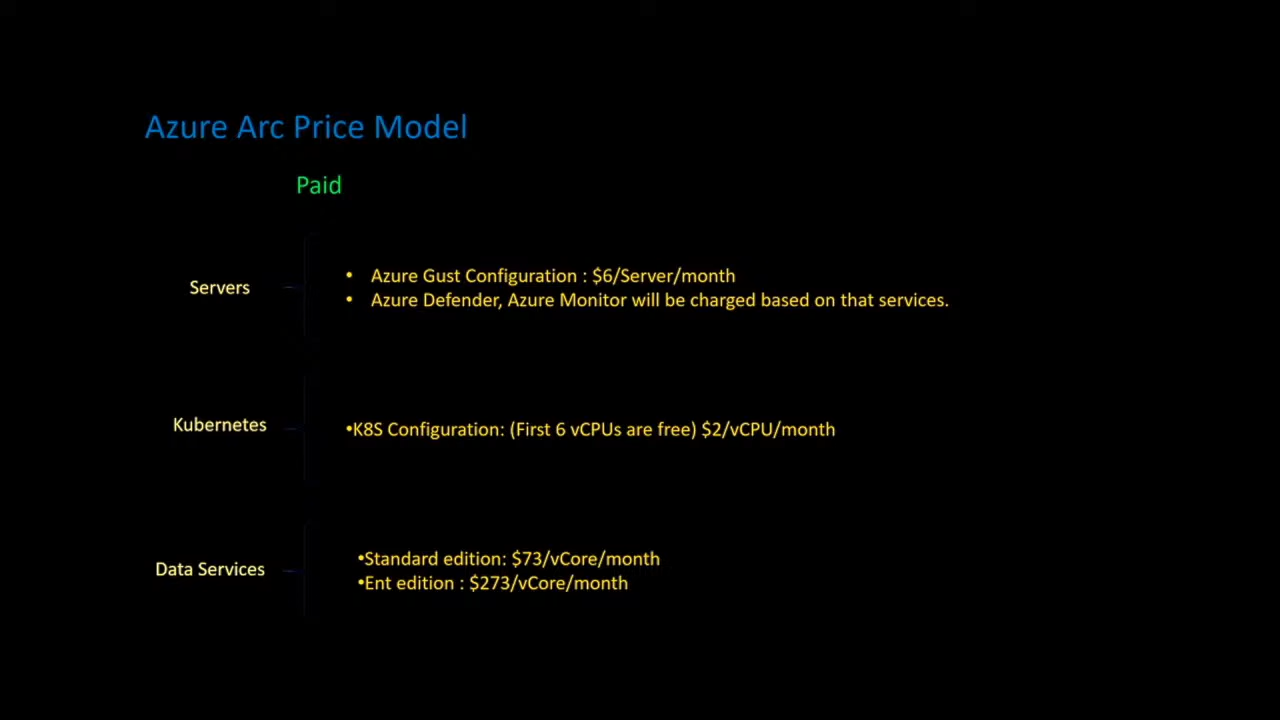 Azure Arc Price Model
Paid
Servers
• Azure Gust Configuration : $6/Server/month
• Azure Defender, Azure Monitor will be charged based on that services.
Kubernetes
•K8S Configuration: (First 6 vCPUs are free) $2/vCPU/month
Data Services
•Standard edition: $73/vCore/month
•Ent edition : $273/vCore/month